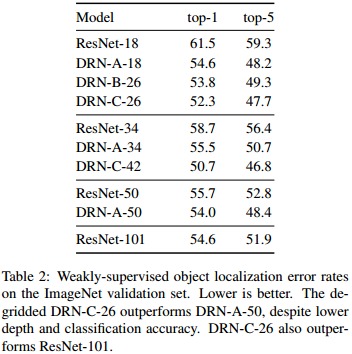 Model top-1 top-5
ResNet-18 61.5 59.3
DRN-A-18 54.6 48.2
DRN-B-26 53.8 49.3
DRN-C-26 52.3 47.7
ResNet-34 58.7 56.4
DRN-A-34 55.5 50.7
DRN-C-42 50.7 46.8
ResNet-50 55.7 52.8
DRN-A-50 54.0 48.4
ResNet-101 54.6 51.9
Table 2: Weakly-supervised object localization error rates
on the ImageNet validation set. Lower is better. The de-
gridded DRN-C-26 outperforms DRN-A-50, despite lower
depth and classification accuracy. DRN-C-26 also outper-
forms ResNet-101.